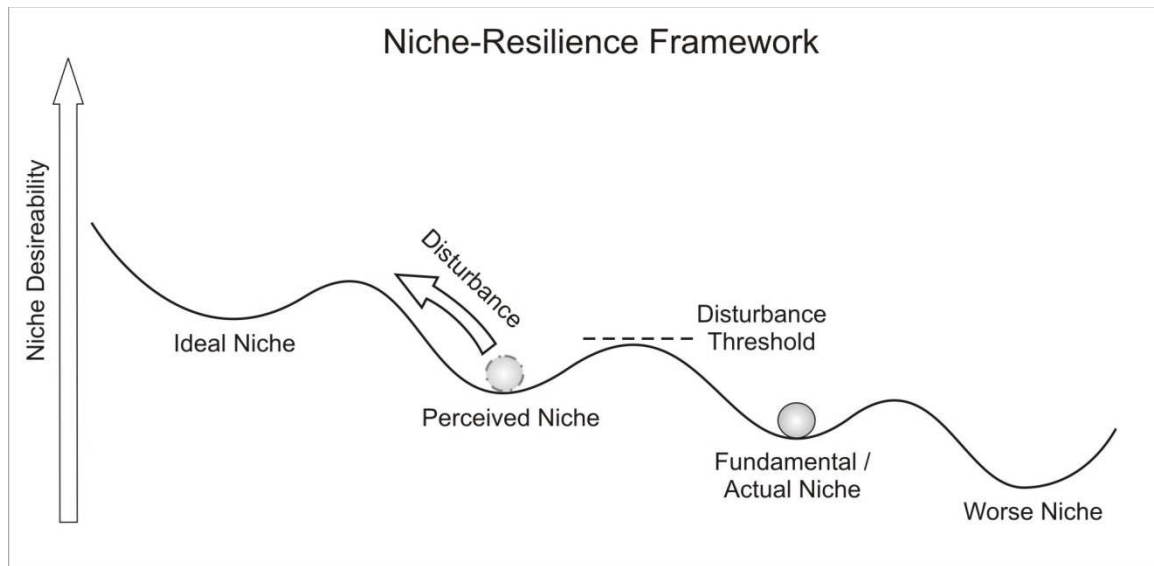 Niche-Resilience Framework
Niche Desireability
Disturbance
Ideal Niche
Disturbance
Threshold
Perceived Niche
Fundamental /
Actual Niche
Worse Niche